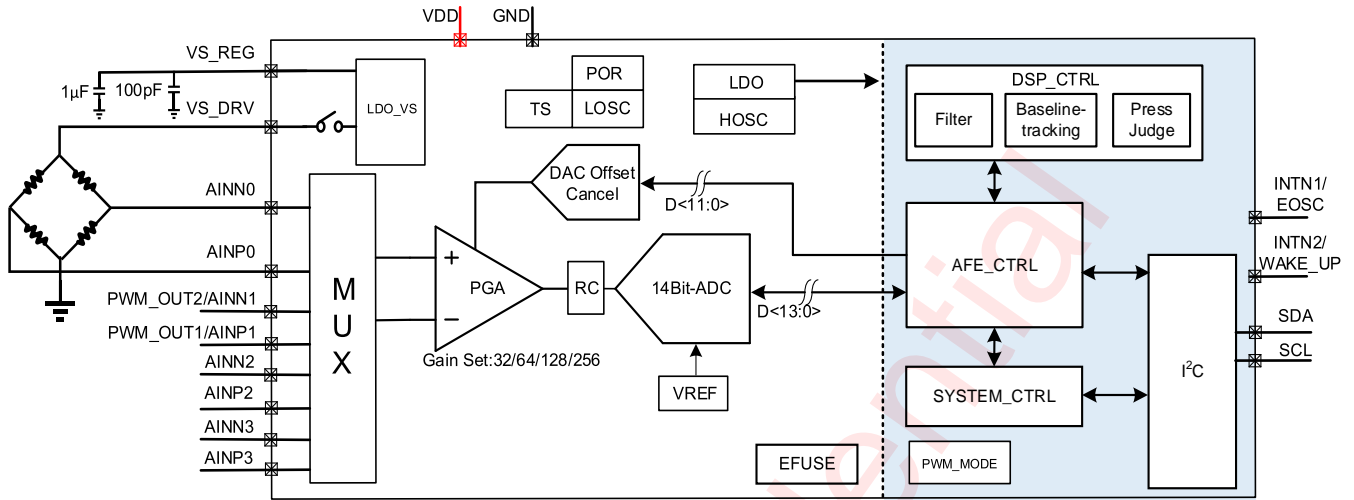 VDD
GND
VS_REG
1µF
100pF
VS_DRV
LDO_VS
POR
TS
LOSC
LDO
HOSC
DSP_CTRL
Filter
Baseline-
tracking
Press
Judge
DAC Offset
Cancel
D<11:0>
AINN0
AINP0
PWM_OUT2/AINN1
PWM_OUT1/AINP1
AINN2
AINP2
AINN3
AINP3
M
U
X
PGA
Gain Set:32/64/128/256
RC
14Bit-ADC
D<13:0>
VREF
AFE_CTRL
SYSTEM_CTRL
I²C
INTN1/
EOSC
INTN2/
WAKE_UP
SDA
SCL
EFUSE
PWM_MODE